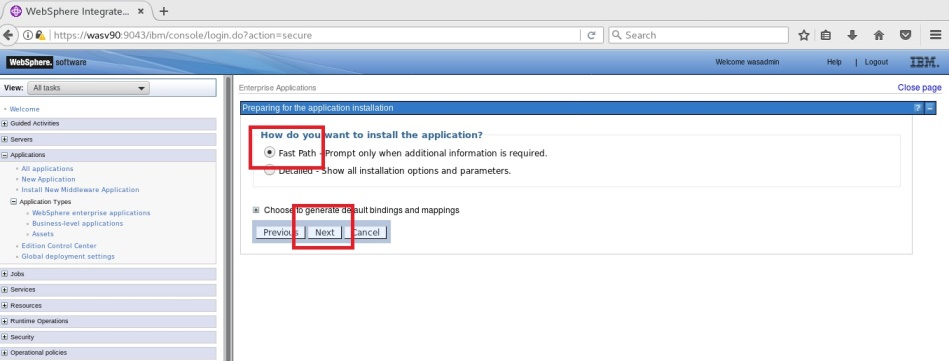 WebSphere Integrate...
https://wasv90:9043/ibm/console/login.do?action=secure
Search
WebSphere. software
Welcome wasadmin
Help | Logout
IBM.
View: All tasks
Enterprise Applications
Close page
Welcome
Guided Activities
Servers
Applications
All applications
New Application
Install New Middleware Application
Application Types
WebSphere enterprise applications
Business-level applications
Assets
Edition Control Center
Global deployment settings
Jobs
Services
Resources
Runtime Operations
Security
Operational policies
Preparing for the application installation
How do you want to install the application?
Fast Path - Prompt only when additional information is required.
Detailed - Show all installation options and parameters.
Choose to generate default bindings and mappings
Previous Next Cancel